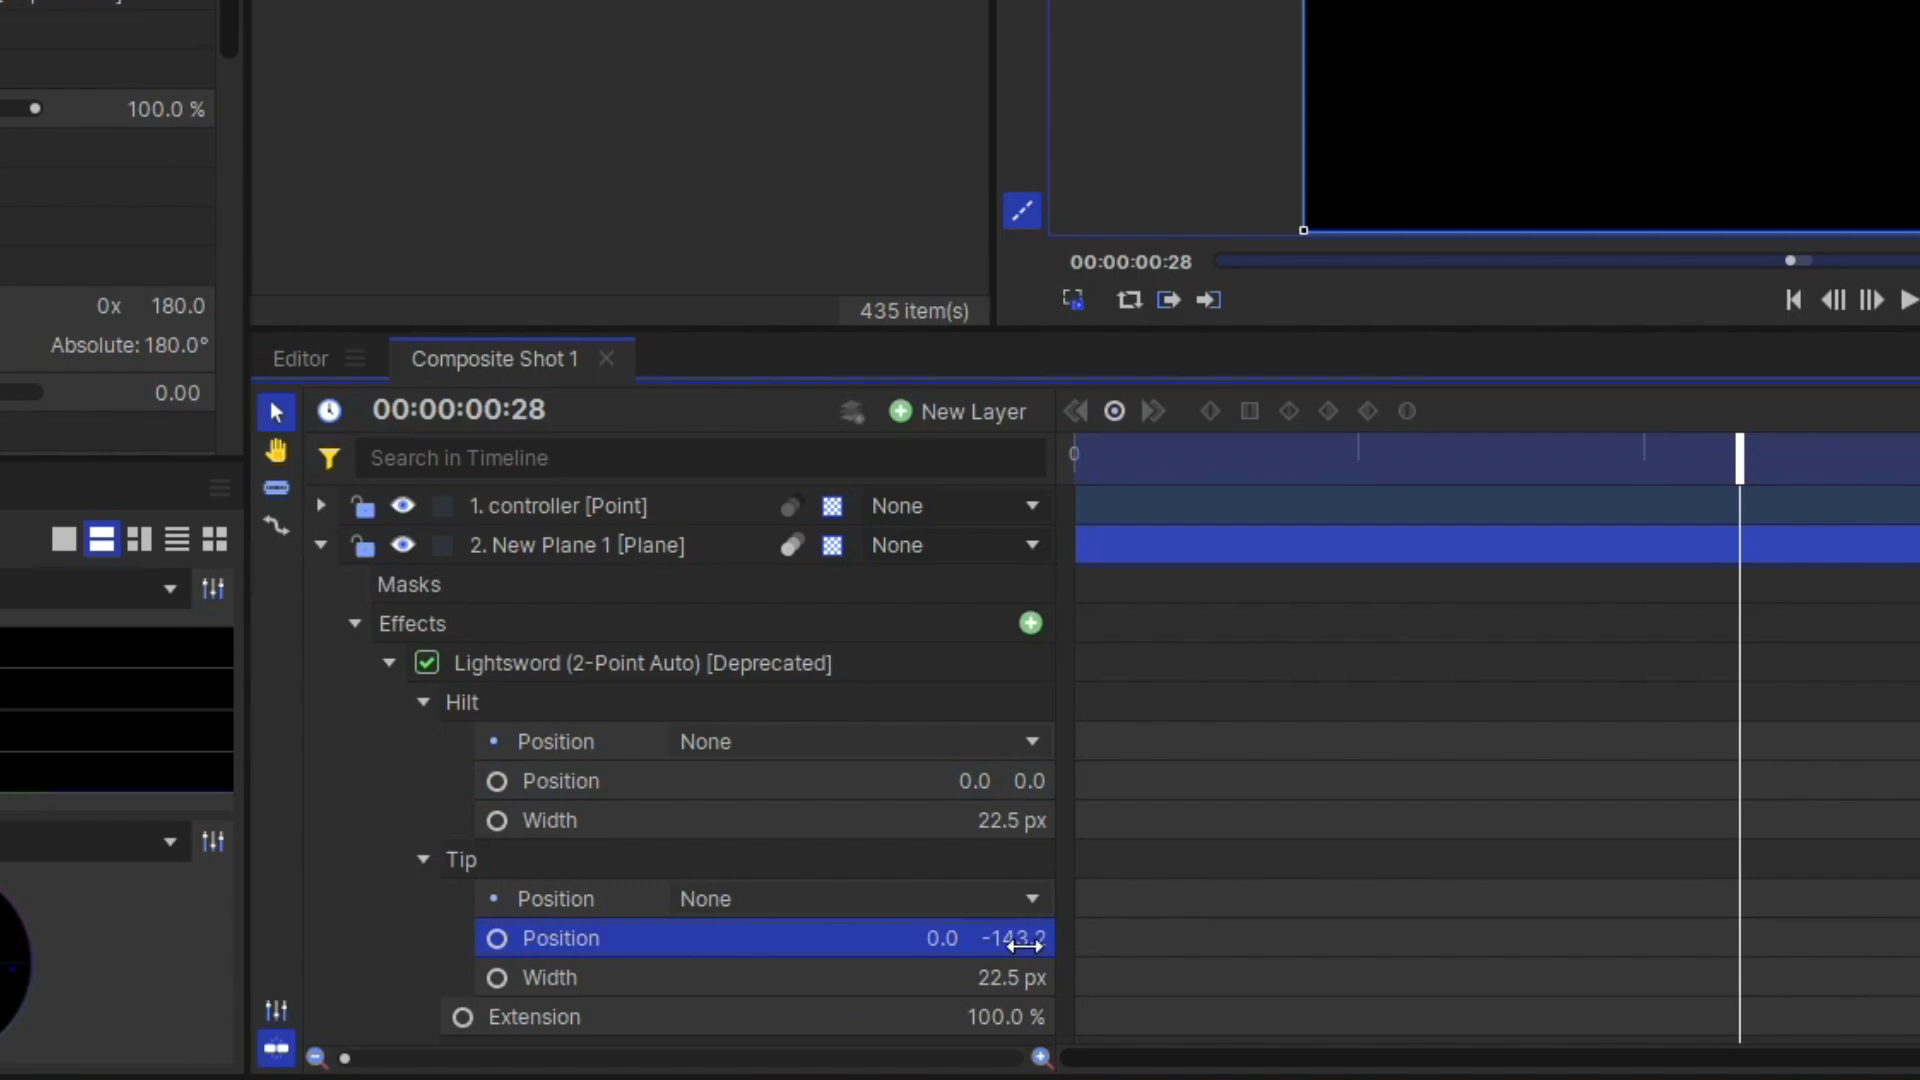 100.0 %
0x 180.0
Absolute: 180.0°
0.00
435 item(s)
00:00:00:28
Editor
Composite Shot 1
00:00:00:28
New Layer
Search in Timeline
0
1. controller [Point] None
2. New Plane 1 [Plane] None
Masks
Effects
Lightsword (2-Point Auto) [Deprecated]
Hilt
Position None
Position 0.0 0.0
Width 22.5 px
Tip
Position None
Position 0.0 -143.2
Width 22.5 px
Extension 100.0 %